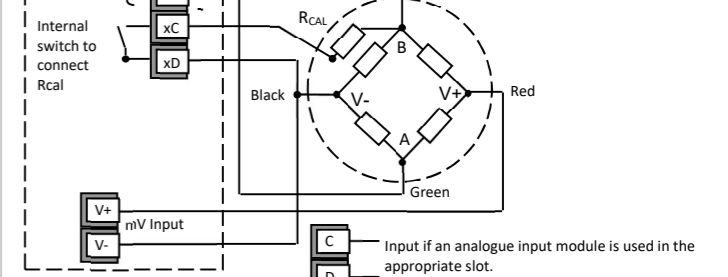 Internal
switch to
connect
Rcal
xC
xD
RCAL
B
Black
V-
V+
Red
A
Green
V+
mV Input
V-
C
Input if an analogue input module is used in the
appropriate slot.
D